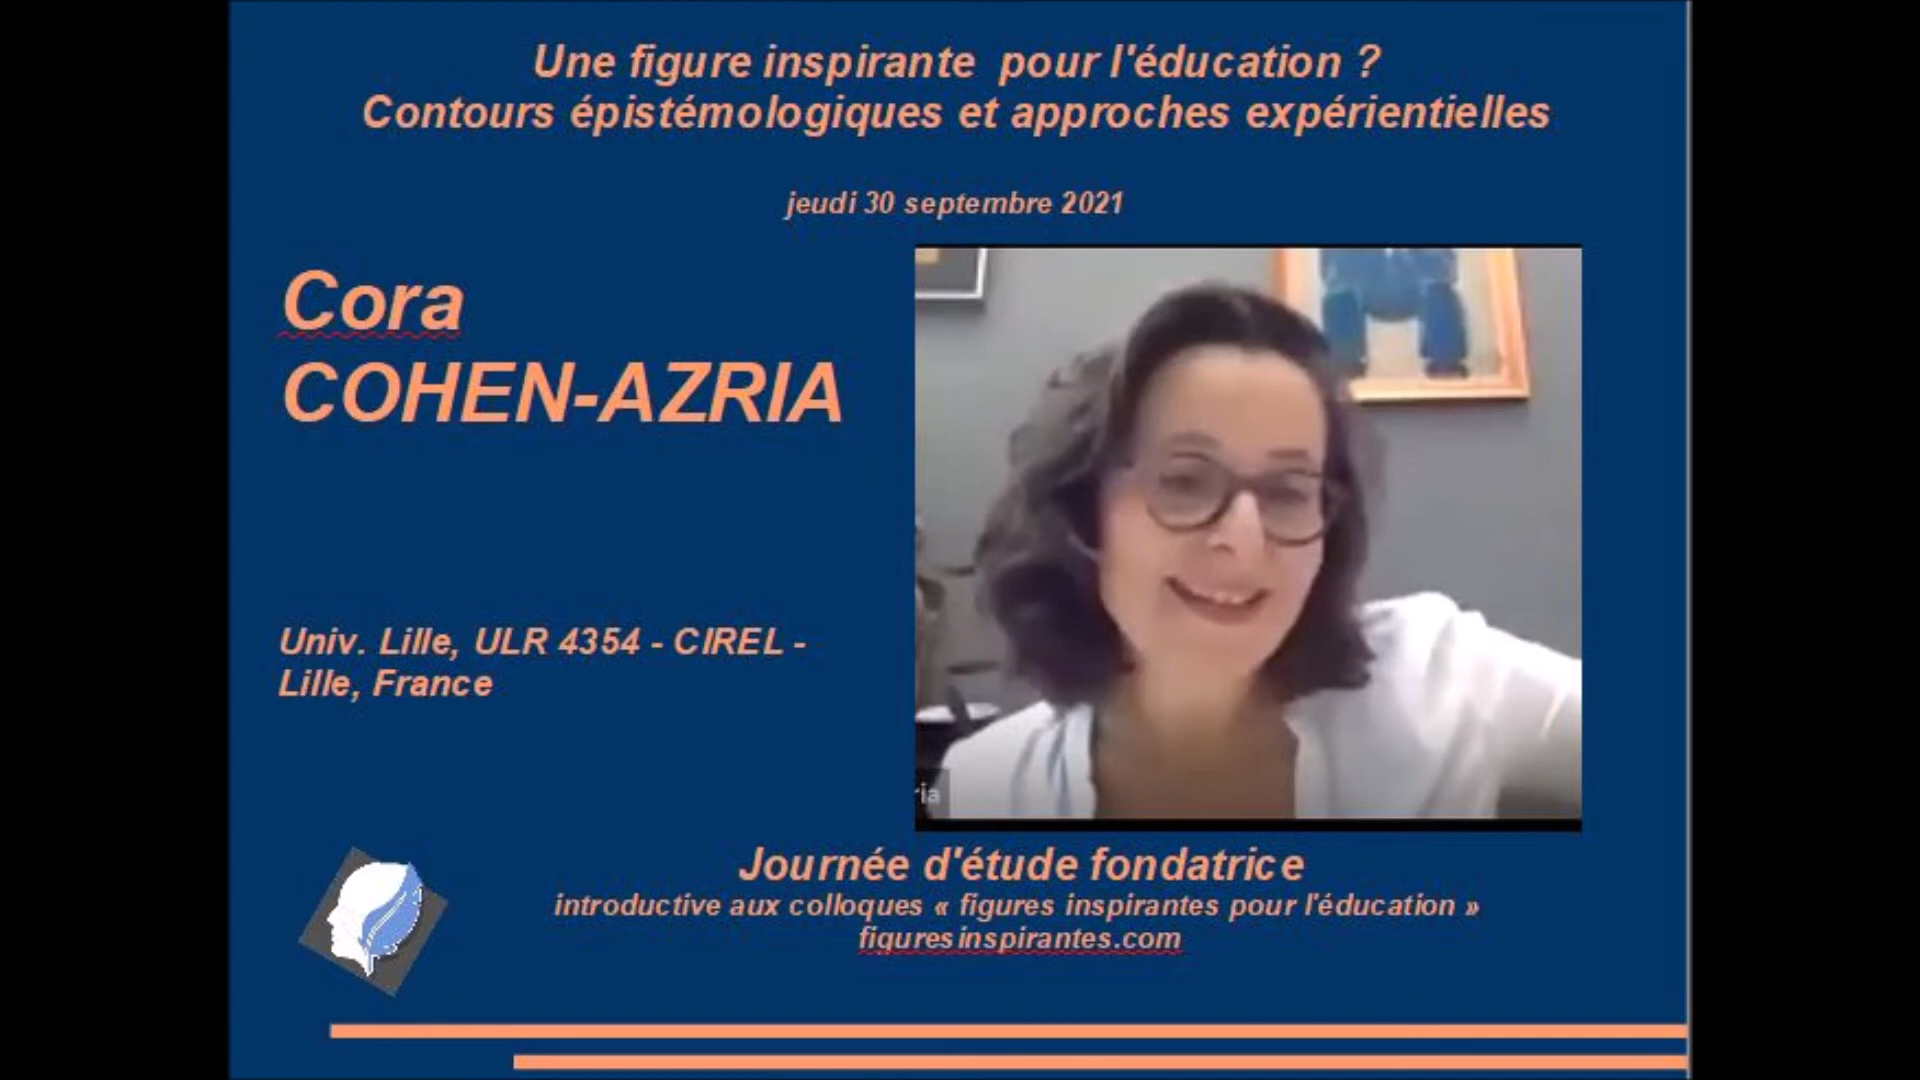 Une figure inspirante pour l'éducation ?
Contours épistémologiques et approches expérientielles
jeudi 30 septembre 2021
Cora
COHEN-AZRIA
Univ. Lille, ULR 4354 - CIREL -
Lille, France
ria
Journée d'étude fondatrice
introductive aux colloques « figures inspirantes pour l'éducation »
figuresinspirantes.com